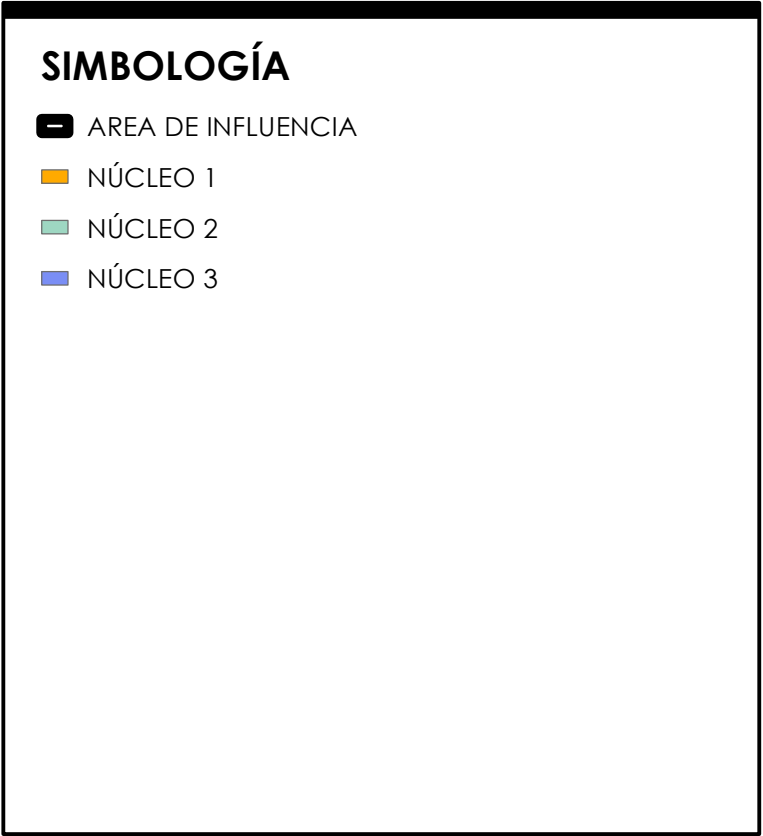 SIMBOLOGÍA
AREA DE INFLUENCIA
NÚCLEO 1
NÚCLEO 2
NÚCLEO 3